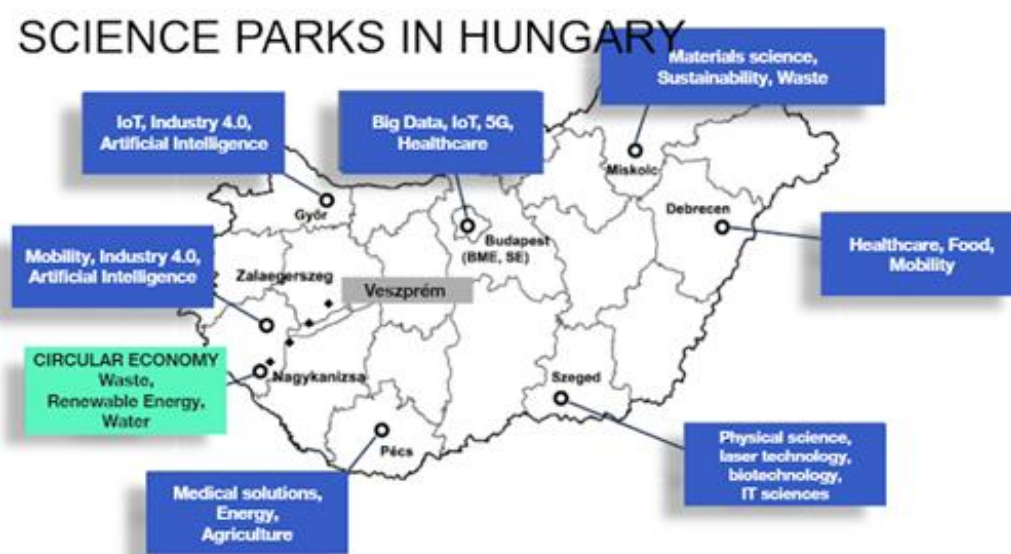 SCIENCE PARKS IN HUNGARY
Materials science,
Sustainability, Waste
IoT, Industry 4.0,
Artificial Intelligence
Big Data, IoT, 5G,
Healthcare
Miskolc
Győr
Debrecen
Budapest
(BME, SE)
Mobility, Industry 4.0,
Artificial Intelligence
Healthcare, Food,
Mobility
Zalaegerszeg
Veszprém
CIRCULAR ECONOMY
Waste,
Renewable Energy,
Water
Nagykanizsa
Szeged
Pécs
Physical science,
laser technology,
biotechnology,
IT sciences
Medical solutions,
Energy,
Agriculture